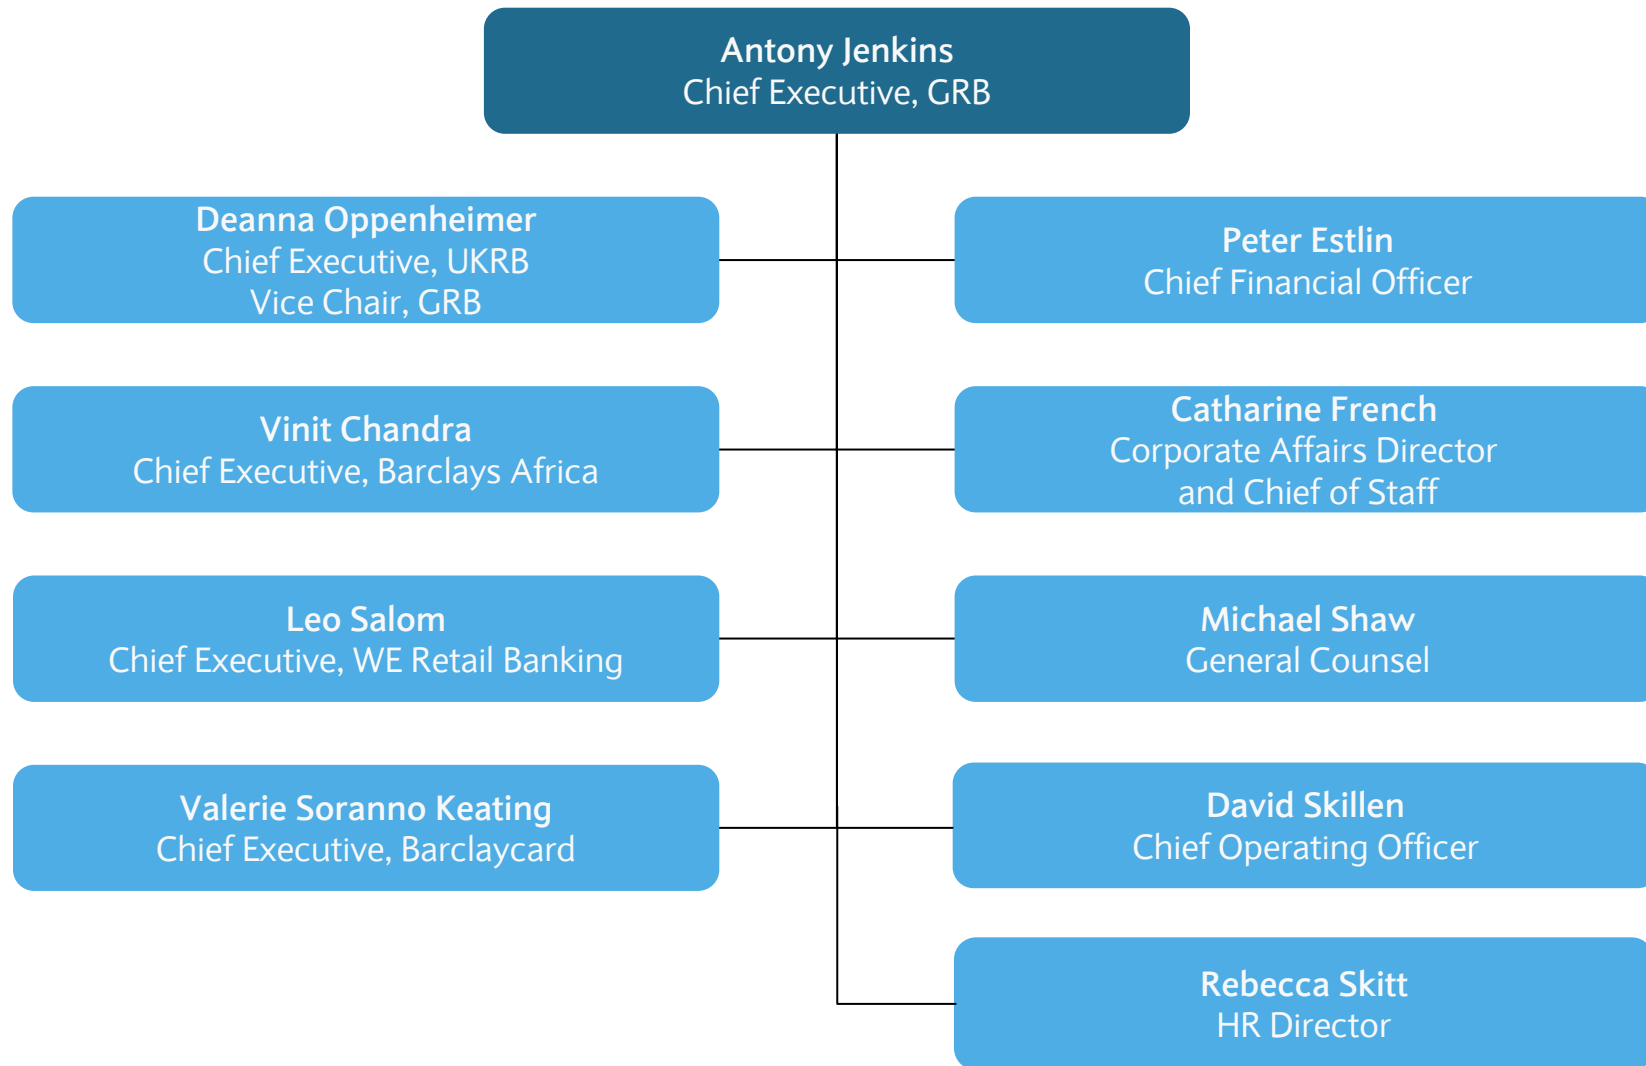 Antony Jenkins
Chief Executive, GRB
Deanna Oppenheimer
Chief Executive, UKRB
Vice Chair, GRB
Peter Estlin
Chief Financial Officer
Vinit Chandra
Chief Executive, Barclays Africa
Catharine French
Corporate Affairs Director
and Chief of Staff
Leo Salom
Chief Executive, WE Retail Banking
Michael Shaw
General Counsel
Valerie Soranno Keating
Chief Executive, Barclaycard
David Skillen
Chief Operating Officer
Rebecca Skitt
HR Director